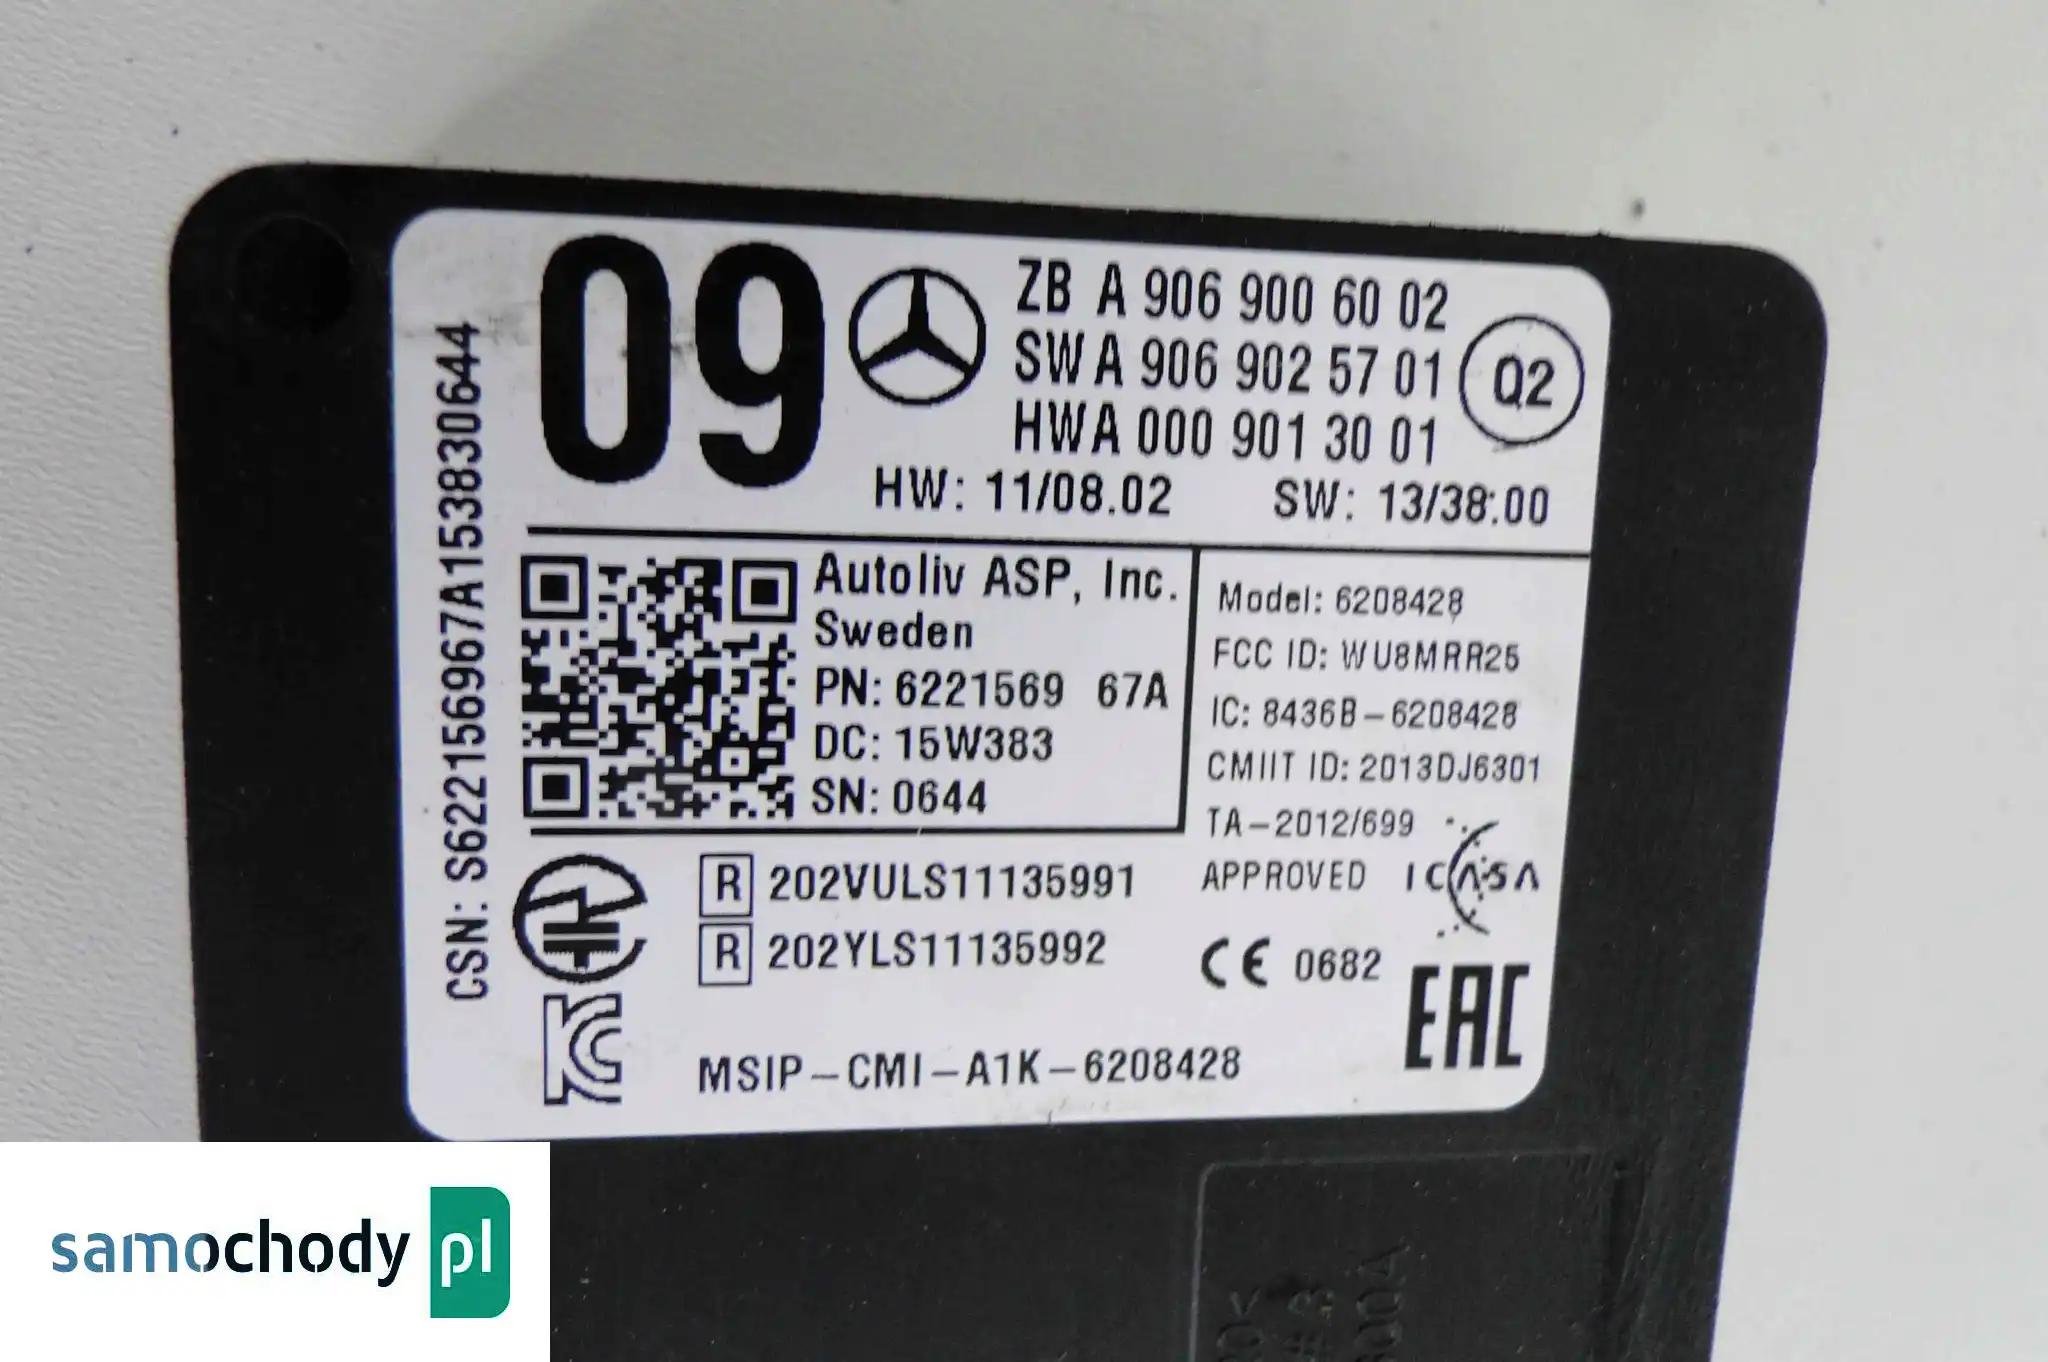 09
ZB A 906 900 60 02
SW A 906 902 57 01
HW A 000 901 30 01
Q2
HW: 11/08.02 SW: 13/38:00
CSN: S622156967A15383​0644
Autoliv ASP, Inc.
Sweden
PN: 6221569 67A
DC: 15W383
SN: 0644
Model: 6208428
FCC ID: WU8MRR25
IC: 8436B-6208428
CMIIT ID: 2013DJ6301
TA-2012/699
APPROVED ICASA
R 202VULS11135991
R 202YLS11135992
CE 0682
EAC
KC
MSIP-CMI-A1K-6208428
samochody pl